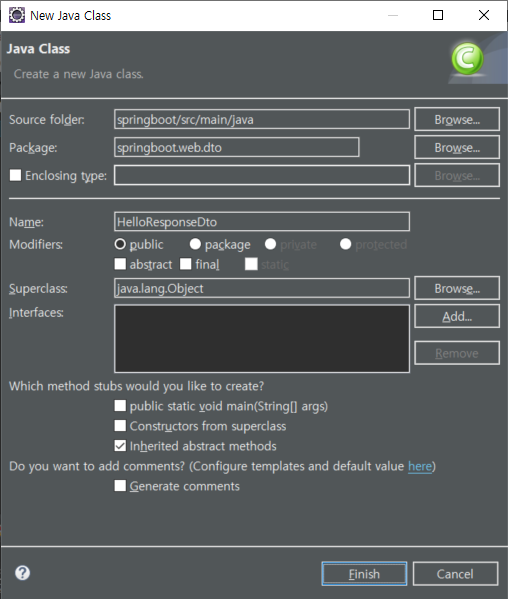 New Java Class
Java Class
Create a new Java class.
Source folder: springboot/src/main/java Browse...
Package: springboot.web.dto Browse...
Enclosing type: Browse...
Name: HelloResponseDto
Modifiers: public package private protected
abstract final static
Superclass: java.lang.Object Browse...
Interfaces: Add...
Remove
Which method stubs would you like to create?
public static void main(String[] args)
Constructors from superclass
Inherited abstract methods
Do you want to add comments? (Configure templates and default value here)
Generate comments
? Finish Cancel